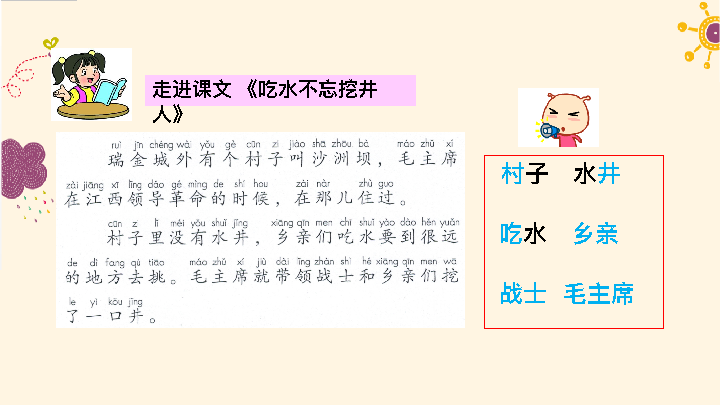 走进课文 《吃水不忘挖井
人》
ruì jīn chéng wài yǒu gè cūn zi jiào shā zhōu bà máo zhǔ xí
瑞金城外有个村子叫沙洲坝，毛主席
zài jiāng xī lǐng dǎo gé mìng de shí hou zài nàr zhù guo
在江西领导革命的时候，在那儿住过。
cūn zi lǐ méi yǒu shuǐ jǐng xiāng qīn men chī shuǐ yào dào hěn yuǎn
村子里没有水井，乡亲们吃水要到很远
de dì fang qù tiāo máo zhǔ xí jiù dài lǐng zhàn shì hé xiāng qīn men wā
的地方去挑。毛主席就带领战士和乡亲们挖
le yì kǒu jǐng
了一口井。
村子 水井
吃水 乡亲
战士 毛主席